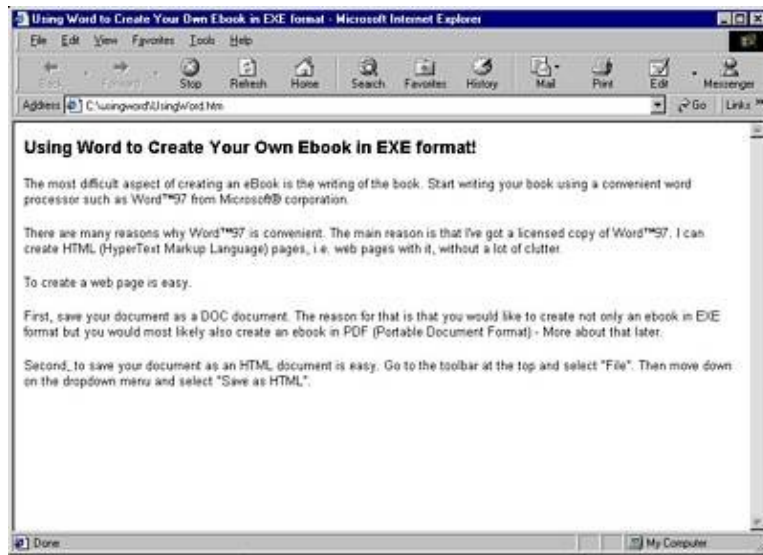 Using Word to Create Your Own Ebook in EXE format - Microsoft Internet Explorer
File Edit View Favorites Tools Help
Back Forward Stop Refresh Home Search Favorites History Mail Print Edit Messenger
Address C:\usingword\UsingWord.htm Go Links
Using Word to Create Your Own Ebook in EXE format!
The most difficult aspect of creating an eBook is the writing of the book. Start writing your book using a convenient word
processor such as Word™97 from Microsoft® corporation.
There are many reasons why Word™97 is convenient. The main reason is that I've got a licensed copy of Word™97. I can
create HTML (HyperText Markup Language) pages, i.e. web pages with it, without a lot of clutter.
To create a web page is easy.
First, save your document as a DOC document. The reason for that is that you would like to create not only an ebook in EXE
format but you would most likely also create an ebook in PDF (Portable Document Format) - More about that later.
Second, to save your document as an HTML document is easy. Go to the toolbar at the top and select "File". Then move down
on the dropdown menu and select "Save as HTML".
Done My Computer